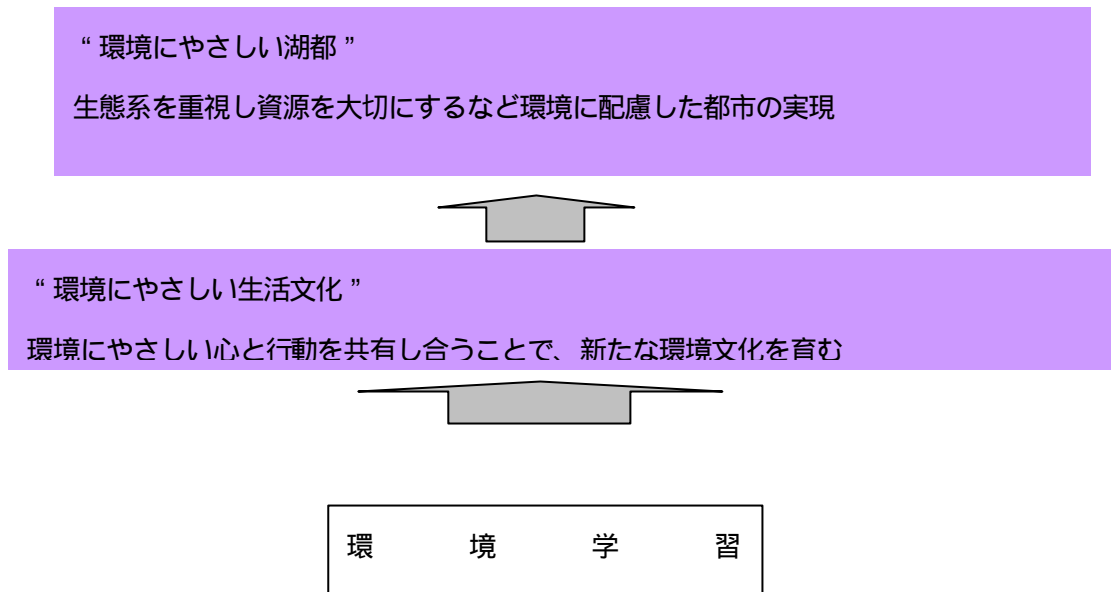 “環境にやさしい湖都”
生態系を重視し資源を大切にするなど環境に配慮した都市の実現
“環境にやさしい生活文化”
環境にやさしい心と行動を共有し合うことで、新たな環境文化を育む
環境学習